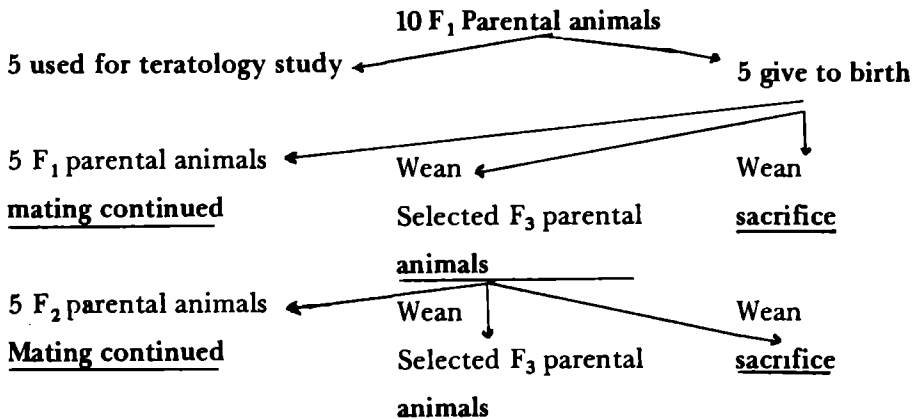 10 F₁ Parental animals
5 used for teratology study
5 give to birth
5 F₁ parental animals Wean Wean
mating continued Selected F₃ parental sacrifice
animals
5 F₂ parental animals Wean Wean
Mating continued Selected F₃ parental sacrifice
animals